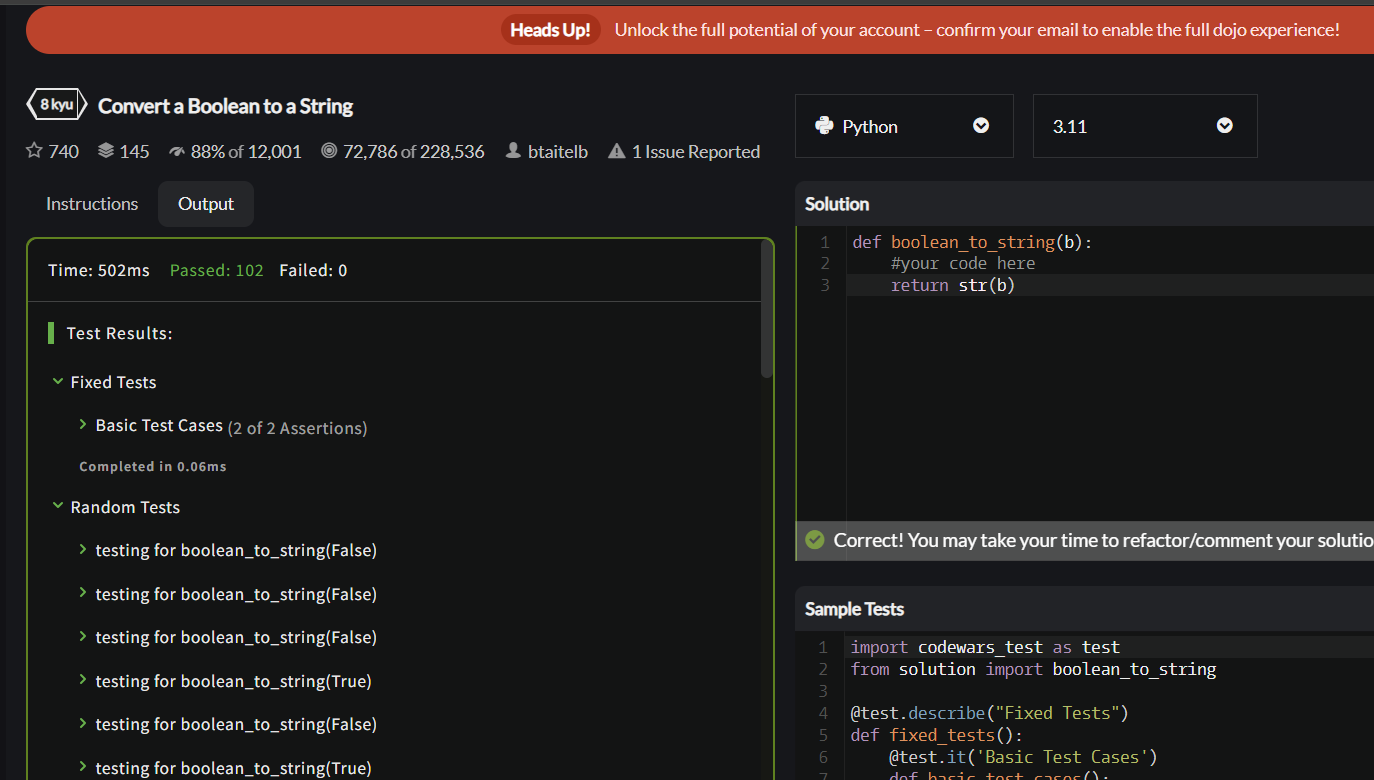 Heads Up! Unlock the full potential of your account – confirm your email to enable the full dojo experience!
8 kyu Convert a Boolean to a String
740 145 88% of 12,001 72,786 of 228,536 btaitelb 1 Issue Reported
Python 3.11
Instructions Output
Time: 502ms Passed: 102 Failed: 0
Test Results:
Fixed Tests
Basic Test Cases (2 of 2 Assertions)
Completed in 0.06ms
Random Tests
testing for boolean_to_string(False)
testing for boolean_to_string(False)
testing for boolean_to_string(False)
testing for boolean_to_string(True)
testing for boolean_to_string(False)
testing for boolean_to_string(True)
Solution
1 def boolean_to_string(b):
2 #your code here
3 return str(b)
Correct! You may take your time to refactor/comment your solutio
Sample Tests
1 import codewars_test as test
2 from solution import boolean_to_string
3
4 @test.describe("Fixed Tests")
5 def fixed_tests():
6 @test.it('Basic Test Cases')
7 def basic_test_cases():